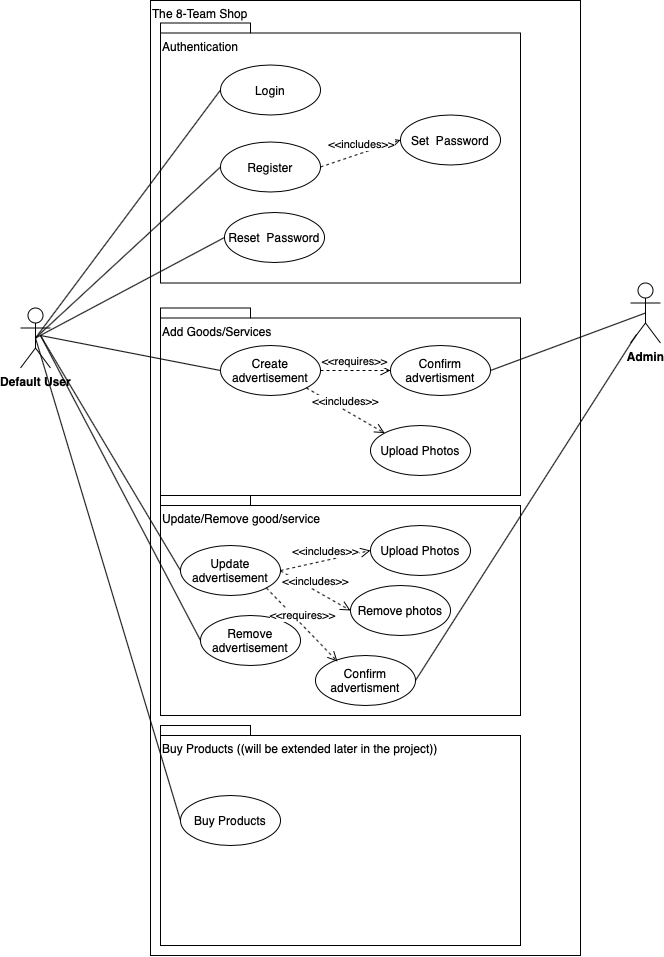 The 8-Team Shop
Authentication
Login
Register
<<includes>>
Set Password
Reset Password
Default User
Admin
Add Goods/Services
Create
advertisement
<<requires>>
Confirm
advertisment
<<includes>>
Upload Photos
Update/Remove good/service
Update
advertisement
<<includes>>
Upload Photos
<<includes>>
Remove photos
<<requires>>
Remove
advertisement
Confirm
advertisment
Buy Products ((will be extended later in the project))
Buy Products